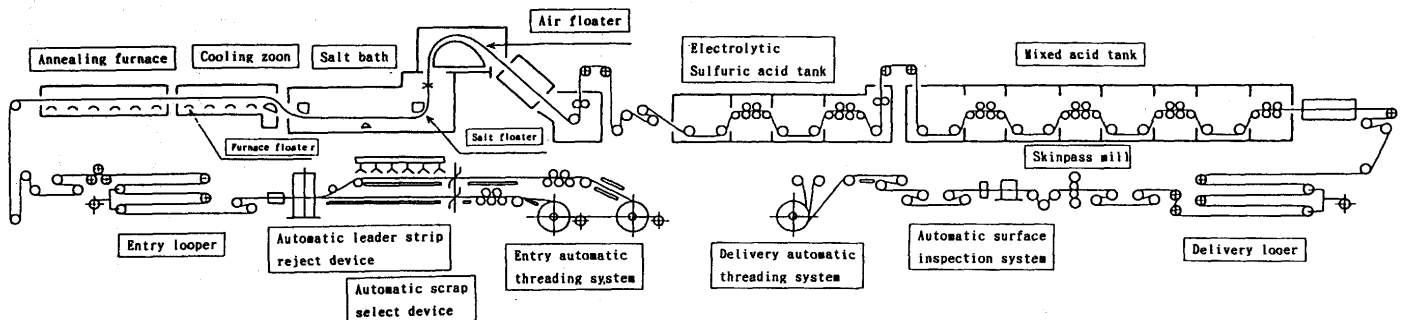 Air floater
Annealing furnace
Cooling zoon
Salt bath
Electrolytic
Sulfuric acid tank
Mixed acid tank
Furnace floater
Salt floater
Skinpass mill
Entry looper
Automatic leader strip
reject device
Automatic scrap
select device
Entry automatic
threading system
Delivery automatic
threading system
Automatic surface
inspection system
Delivery looer